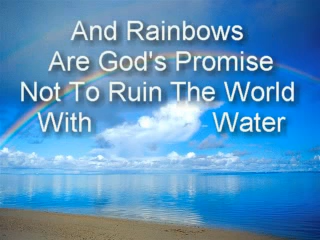 And Rainbows
Are God's Promise
Not To Ruin The World
With Water